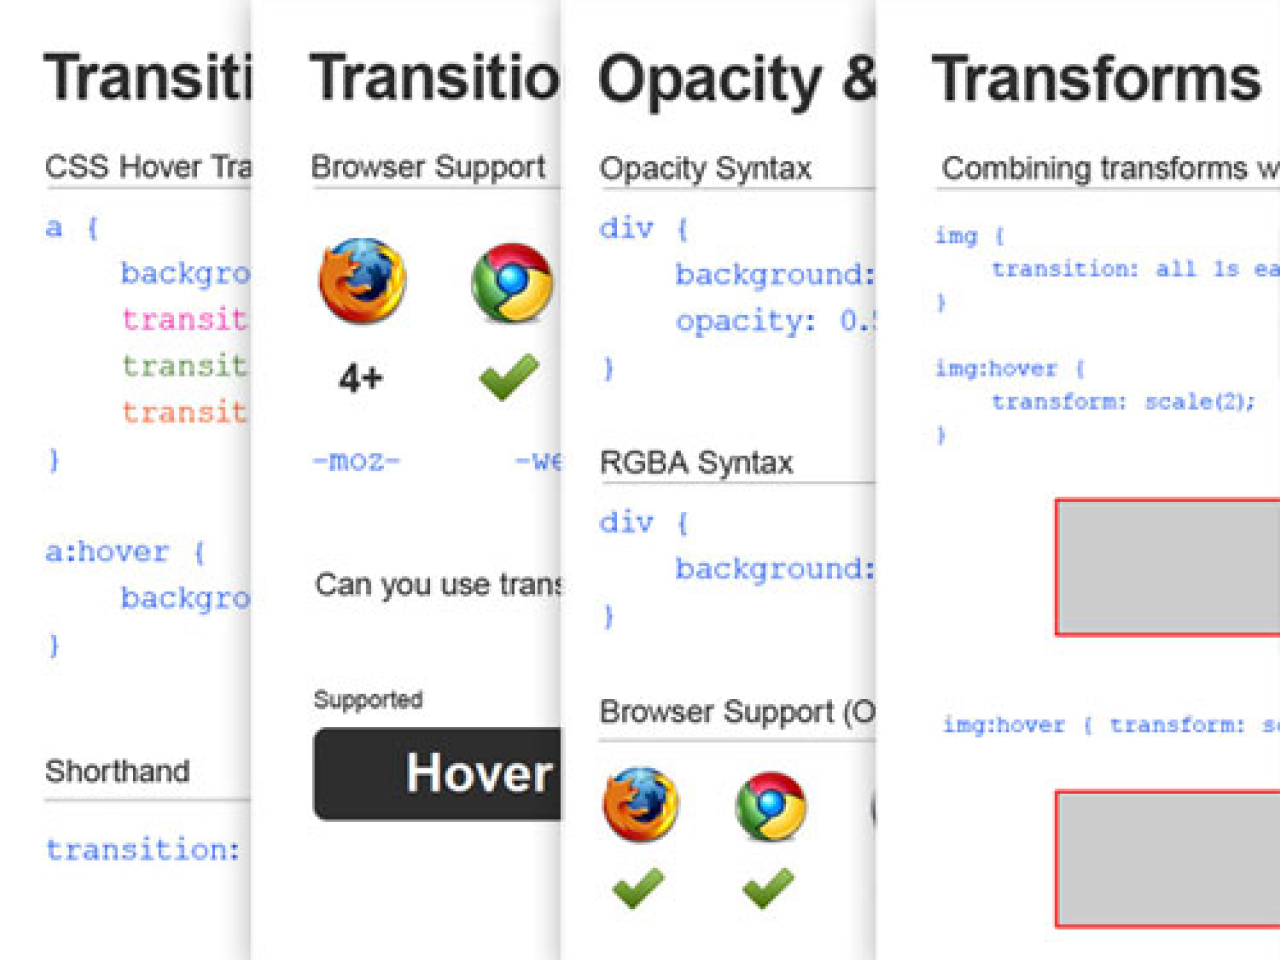 Transiti
CSS Hover Tra
a {
backgro
transit
transit
transit
}
a:hover {
backgro
}
Shorthand
transition:
Transitio
Browser Support
4+
-moz- -we
Can you use trans
Supported
Hover
Opacity &
Opacity Syntax
div {
background:
opacity: 0.5
}
RGBA Syntax
div {
background:
}
Browser Support (O
Transforms
Combining transforms w
img {
transition: all 1s ea
}
img:hover {
transform: scale(2);
}
img:hover { transform: sc